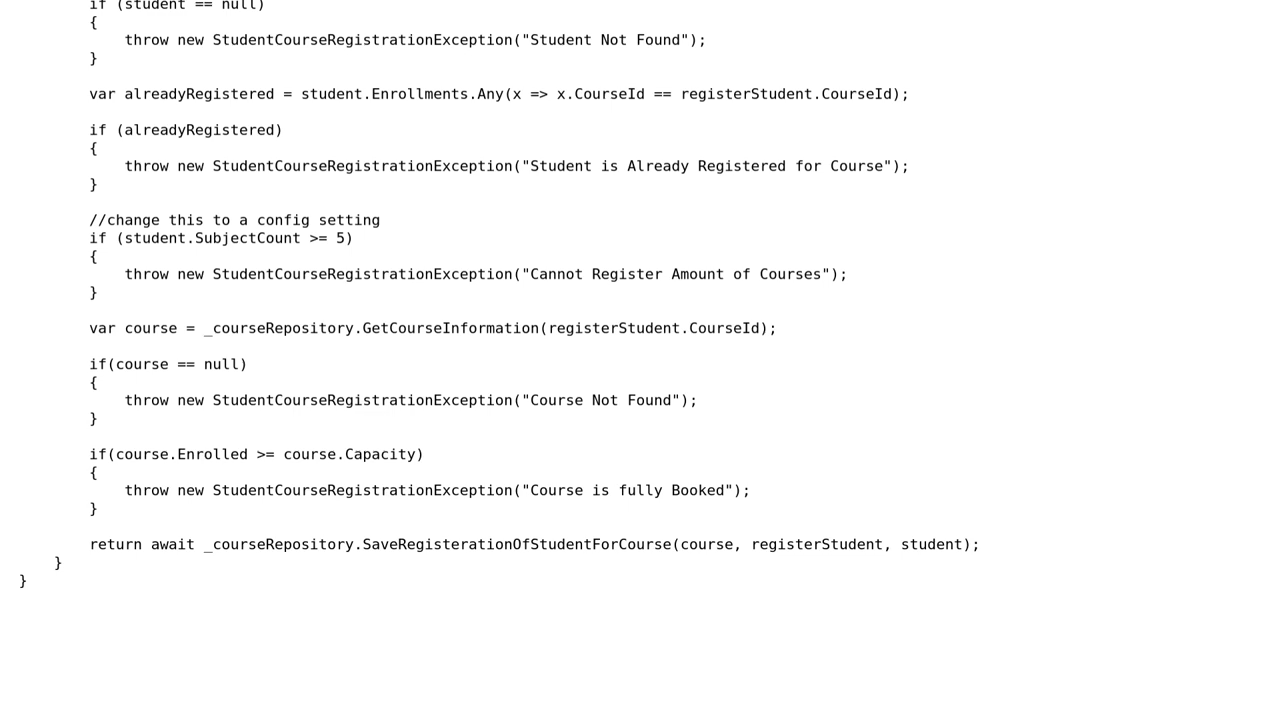 if (student == null)
{
throw new StudentCourseRegistrationException("Student Not Found");
}
var alreadyRegistered = student.Enrollments.Any(x => x.CourseId == registerStudent.CourseId);
if (alreadyRegistered)
{
throw new StudentCourseRegistrationException("Student is Already Registered for Course");
}
//change this to a config setting
if (student.SubjectCount >= 5)
{
throw new StudentCourseRegistrationException("Cannot Register Amount of Courses");
}
var course = _courseRepository.GetCourseInformation(registerStudent.CourseId);
if(course == null)
{
throw new StudentCourseRegistrationException("Course Not Found");
}
if(course.Enrolled >= course.Capacity)
{
throw new StudentCourseRegistrationException("Course is fully Booked");
}
return await _courseRepository.SaveRegisterationOfStudentForCourse(course, registerStudent, student);
}
}